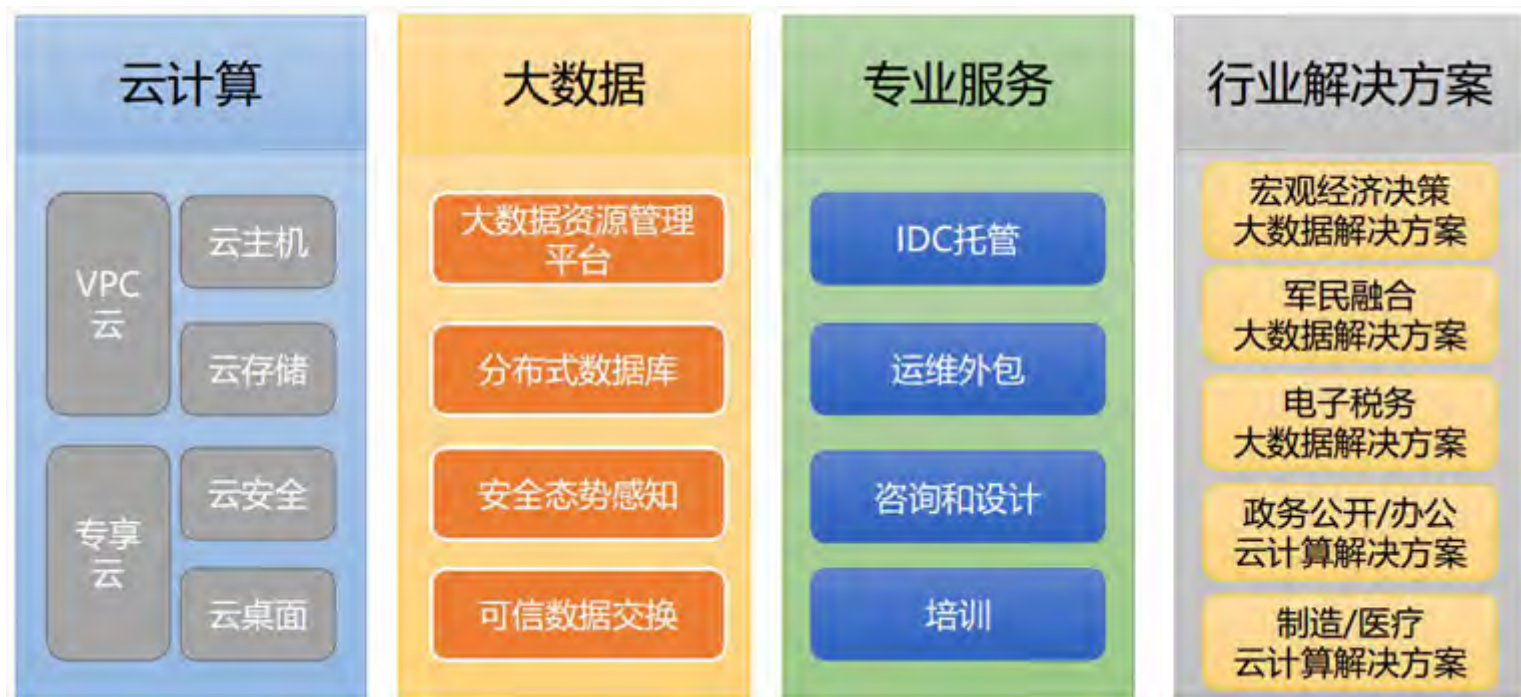 云计算
VPC
云
云主机
云存储
专享
云
云安全
云桌面
大数据
大数据资源管理
平台
分布式数据库
安全态势感知
可信数据交换
专业服务
IDC托管
运维外包
咨询和设计
培训
行业解决方案
宏观经济决策
大数据解决方案
军民融合
大数据解决方案
电子税务
大数据解决方案
政务公开/办公
云计算解决方案
制造/医疗
云计算解决方案